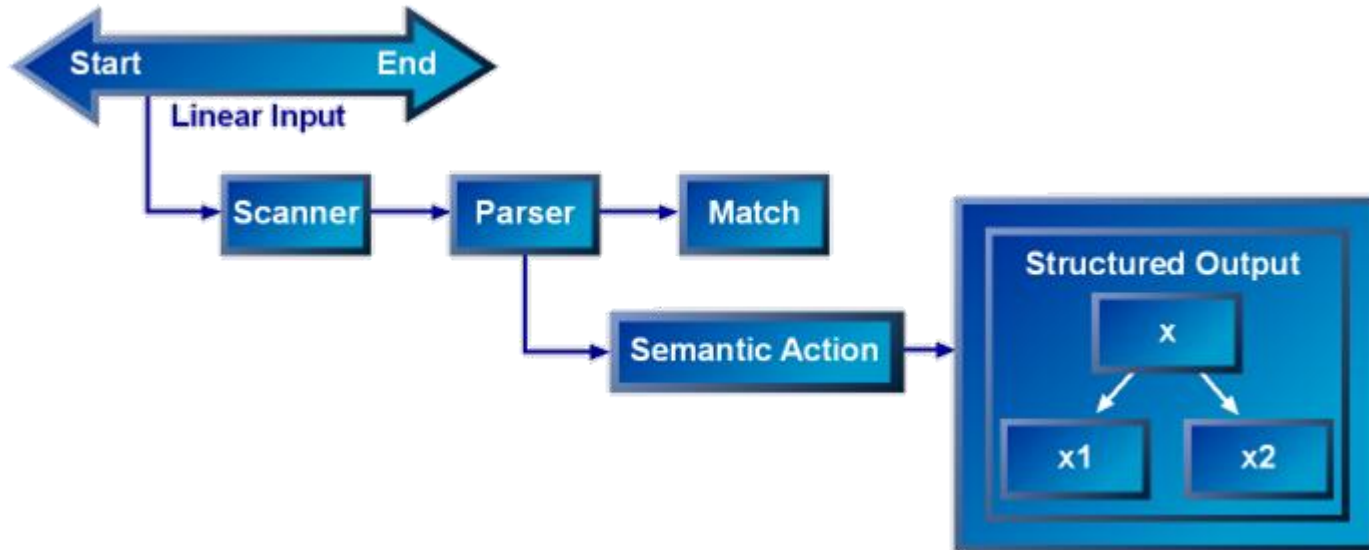 Start End
Linear Input
Scanner Parser Match
Structured Output
x
Semantic Action
x1 x2